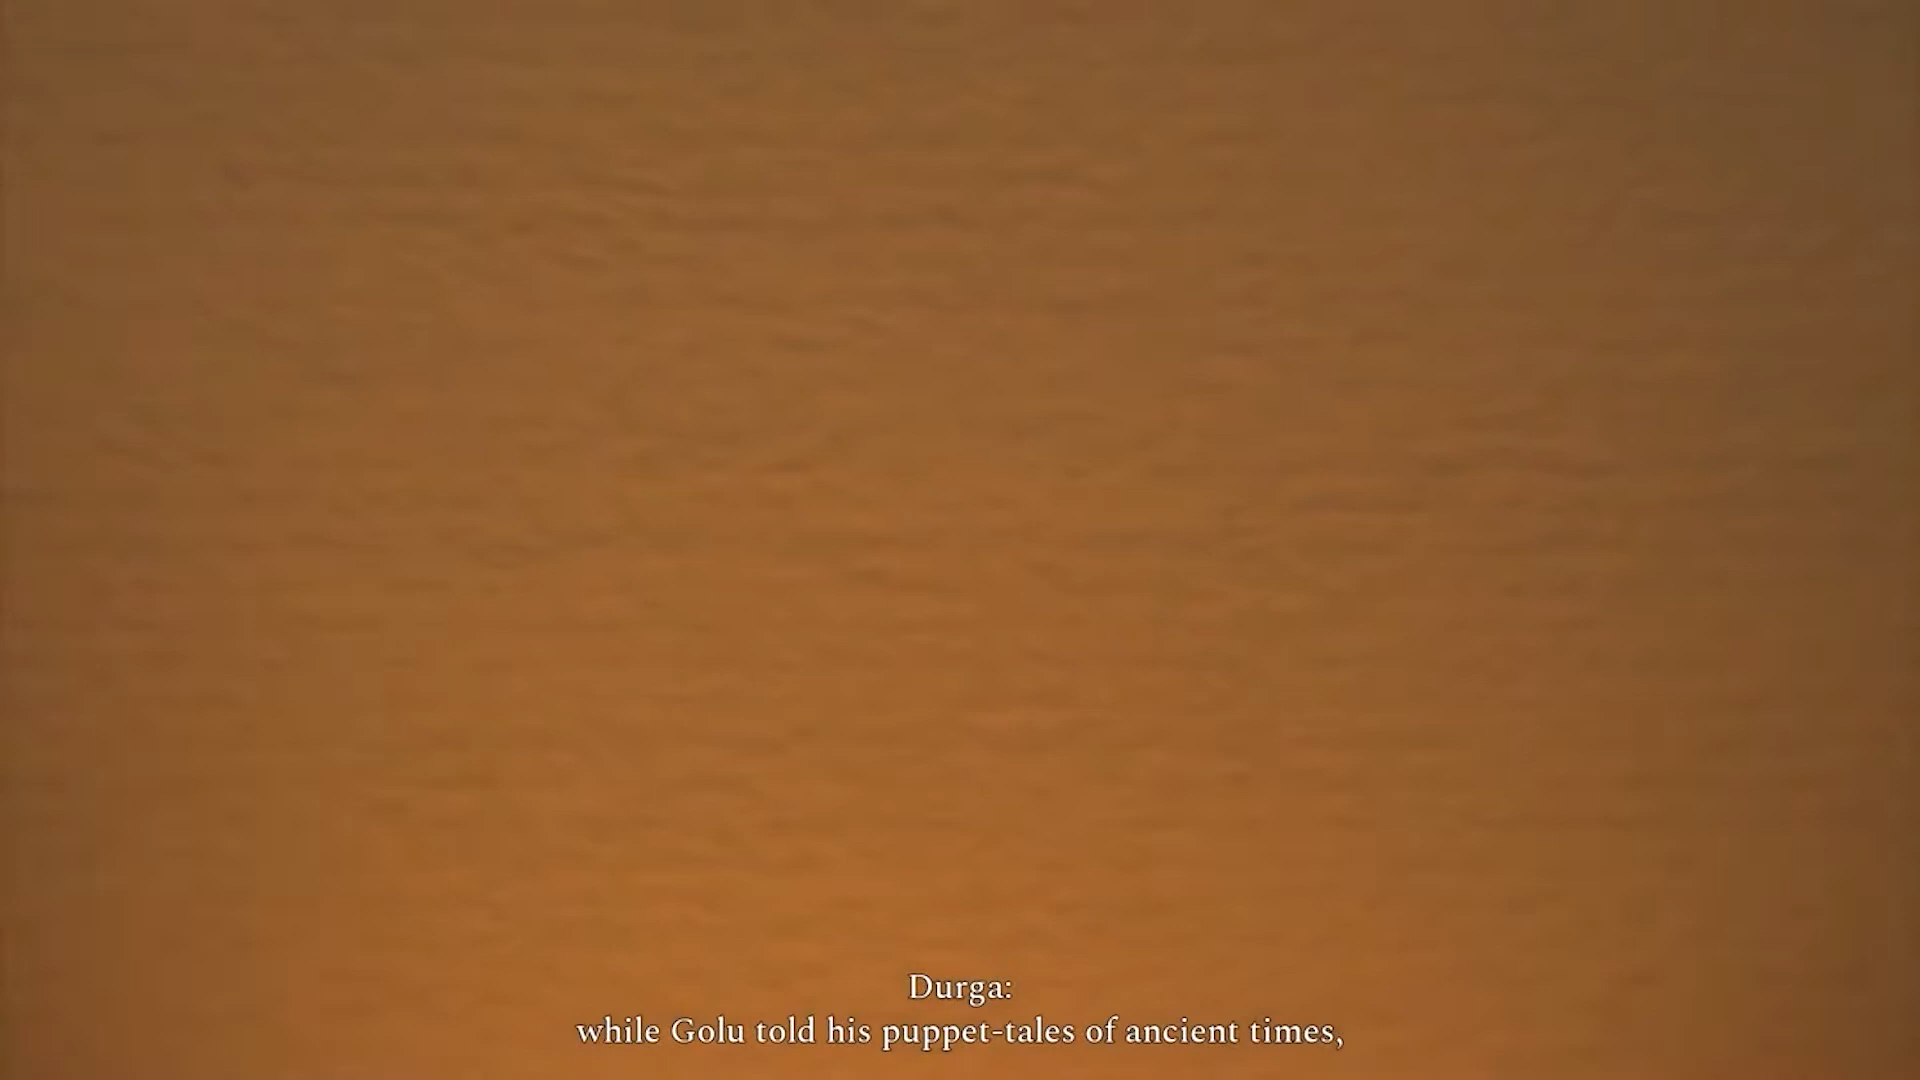 Durga:
while Golu told his puppet-tales of ancient times,